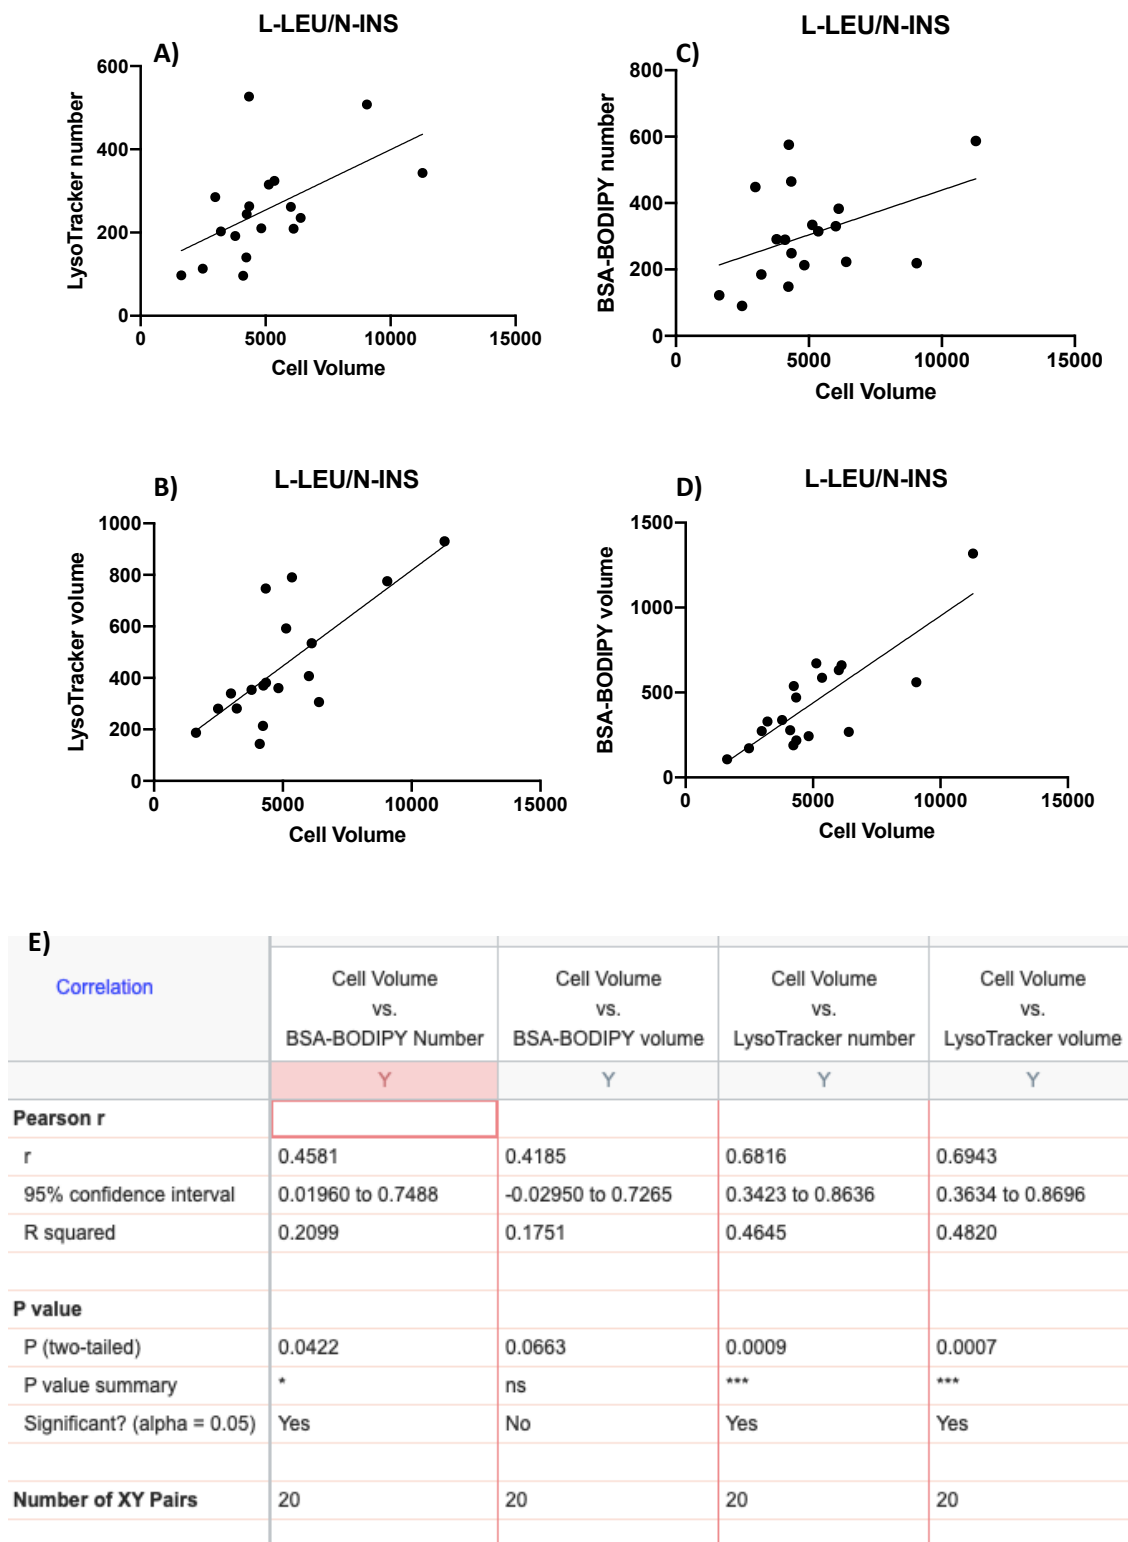 L-LEU/N-INS
A)
600
400
200
0
LysoTracker number
0 5000 10000 15000
Cell Volume
L-LEU/N-INS
C)
800
600
400
200
0
BSA-BODIPY number
0 5000 10000 15000
Cell Volume
L-LEU/N-INS
B)
1000
800
600
400
200
0
LysoTracker volume
0 5000 10000 15000
Cell Volume
L-LEU/N-INS
D)
1500
1000
500
0
BSA-BODIPY volume
0 5000 10000 15000
Cell Volume
E)
Correlation
Cell Volume
vs.
BSA-BODIPY Number
Cell Volume
vs.
BSA-BODIPY volume
Cell Volume
vs.
LysoTracker number
Cell Volume
vs.
LysoTracker volume
Y Y Y Y
Pearson r
r 0.4581 0.4185 0.6816 0.6943
95% confidence interval 0.01960 to 0.7488 -0.02950 to 0.7265 0.3423 to 0.8636 0.3634 to 0.8696
R squared 0.2099 0.1751 0.4645 0.4820
P value
P (two-tailed) 0.0422 0.0663 0.0009 0.0007
P value summary * ns *** ***
Significant? (alpha = 0.05) Yes No Yes Yes
Number of XY Pairs 20 20 20 20